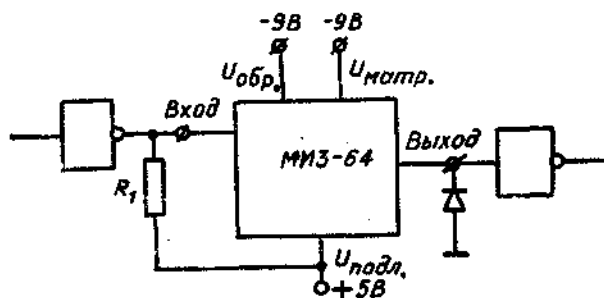 -9В -9В
Uобр. Uматр.
Вход
МИЗ-64
Выход
R1
Uподл.
+5В